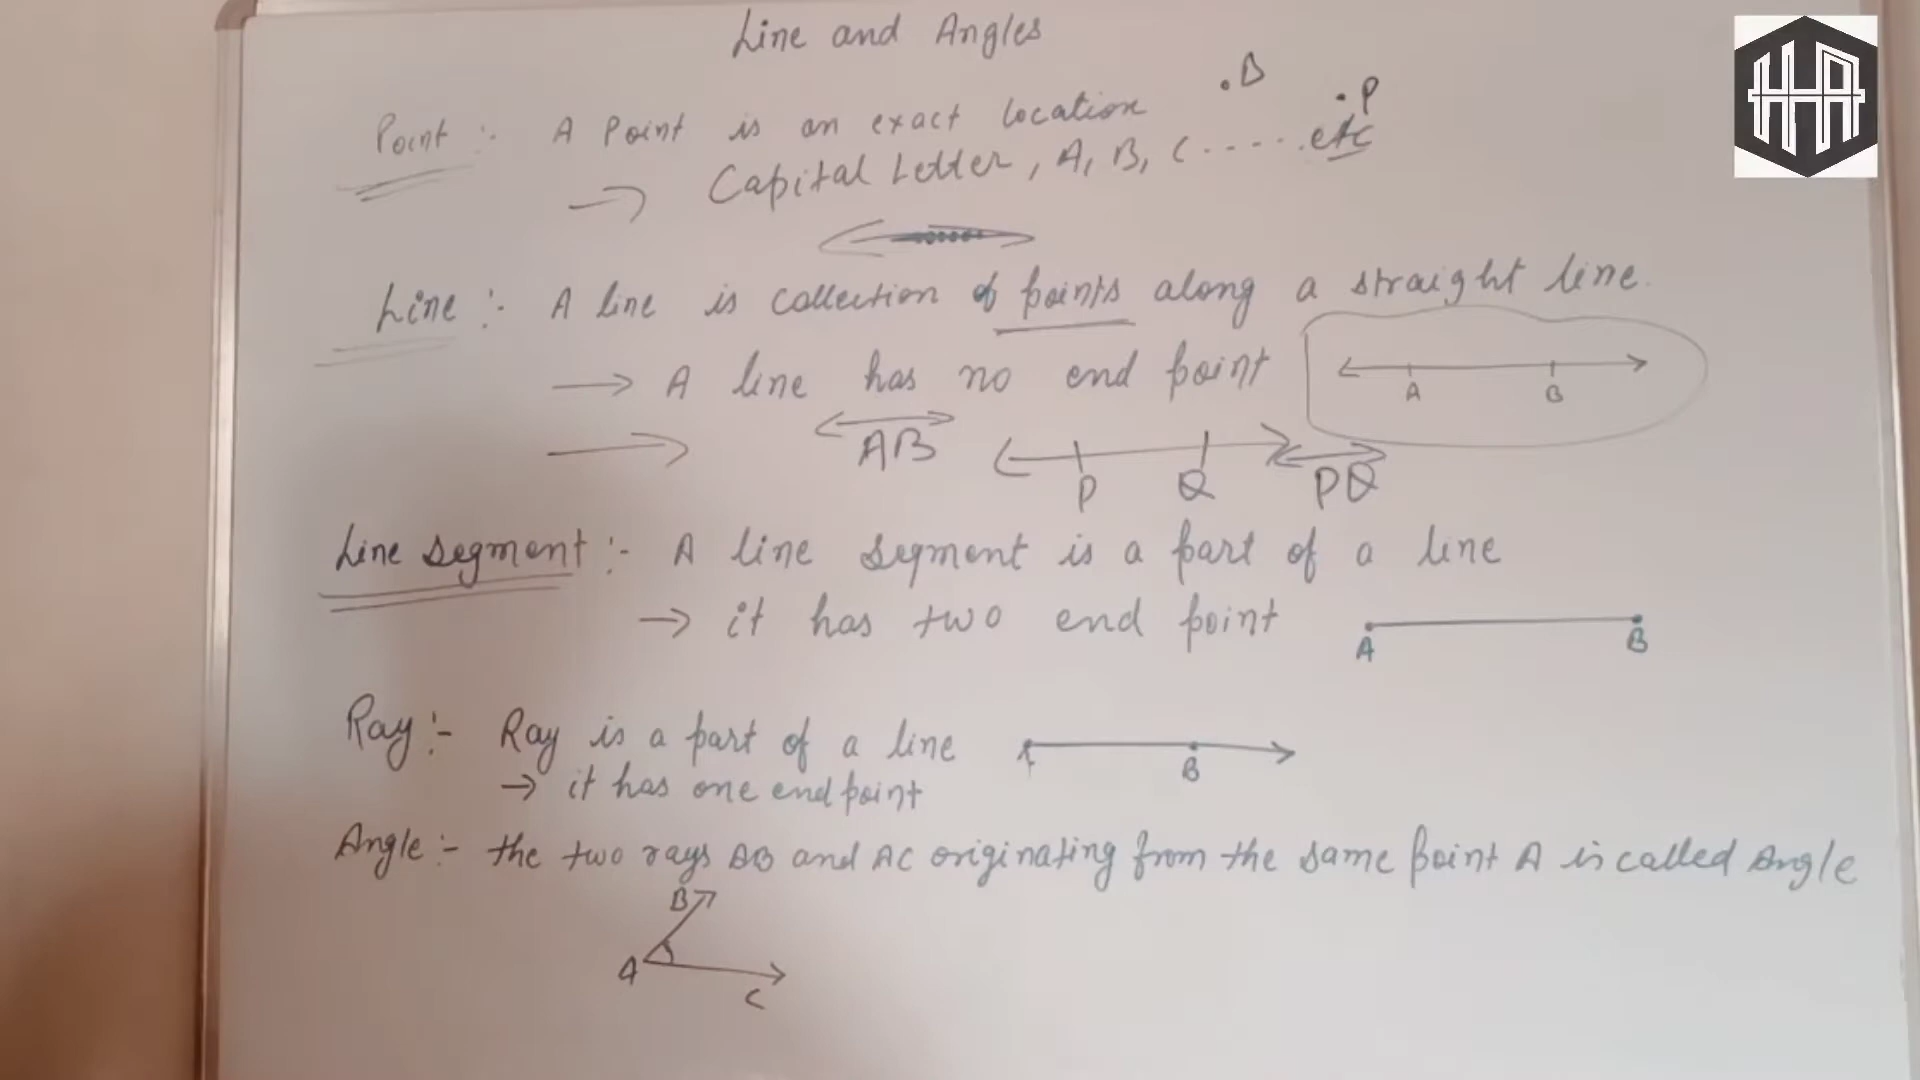 Line and Angles
.B
.P
Point :- A Point is an exact location
→ Capital Letter, A, B, C ..... etc
Line :- A line is collection of points along a straight line.
→ A line has no end point
A B
→ AB
P Q
PQ
Line Segment :- A line segment is a part of a line
→ it has two end point
A B
Ray :- Ray is a part of a line
B
→ it has one end point
Angle :- the two rays AB and AC originating from the same point A is called Angle
B
A
C
HA